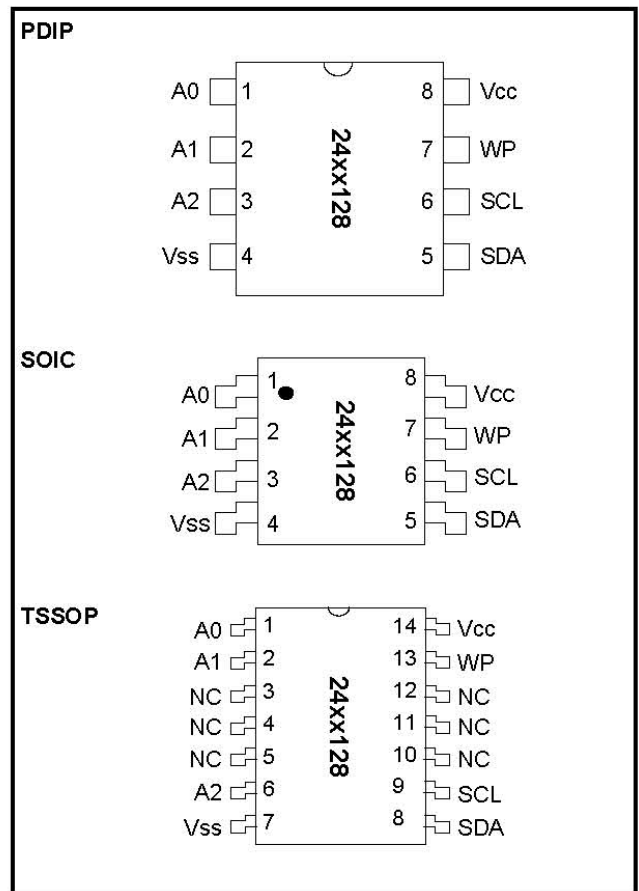 PDIP
A0 1 8 Vcc
A1 2 7 WP
A2 3 6 SCL
Vss 4 5 SDA
24xx128
SOIC
A0 1 8 Vcc
A1 2 7 WP
A2 3 6 SCL
Vss 4 5 SDA
24xx128
TSSOP
A0 1 14 Vcc
A1 2 13 WP
NC 3 12 NC
NC 4 11 NC
NC 5 10 NC
A2 6 9 SCL
Vss 7 8 SDA
24xx128